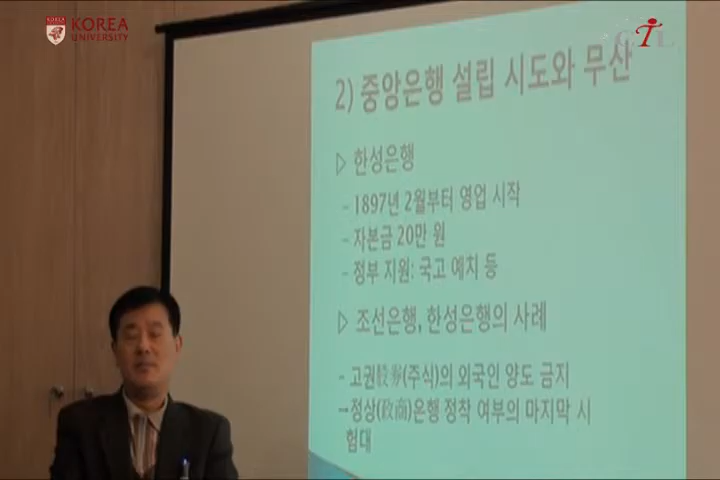 KOREA
UNIVERSITY
CTL
2) 중앙은행 설립 시도와 무산
▷ 한성은행
- 1897년 2월부터 영업 시작
- 자본금 20만 원
- 정부 지원: 국고 예치 등
▷ 조선은행, 한성은행의 사례
- 고권股券(주식)의 외국인 양도 금지
- 정상(政商)은행 정착 여부의 마지막 시
험대